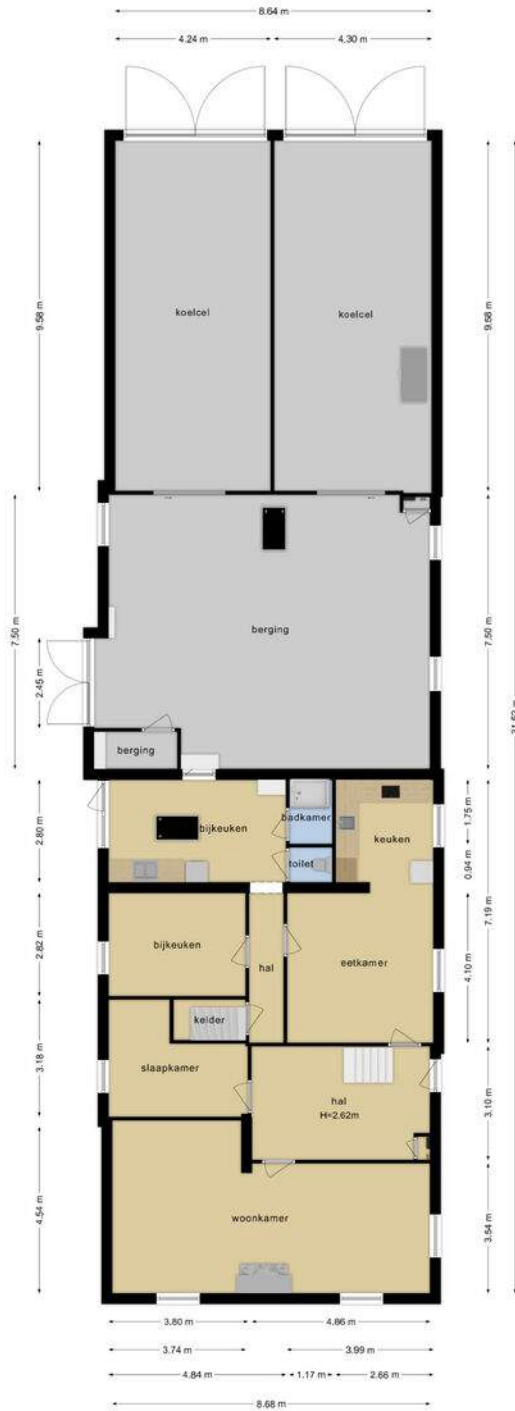 8.64 m
4.24 m
4.30 m
9.58 m
koelcel
koelcel
9.58 m
7.50 m
berging
7.50 m
2.45 m
berging
2.80 m
bijkeuken
badkamer
keuken
1.75 m
toilet
0.94 m
7.19 m
2.82 m
bijkeuken
hal
eetkamer
4.10 m
kelder
3.18 m
slaapkamer
hal
H=2.62m
3.10 m
4.54 m
woonkamer
3.54 m
3.80 m
4.86 m
3.74 m
3.99 m
4.84 m
1.17 m
2.66 m
8.68 m